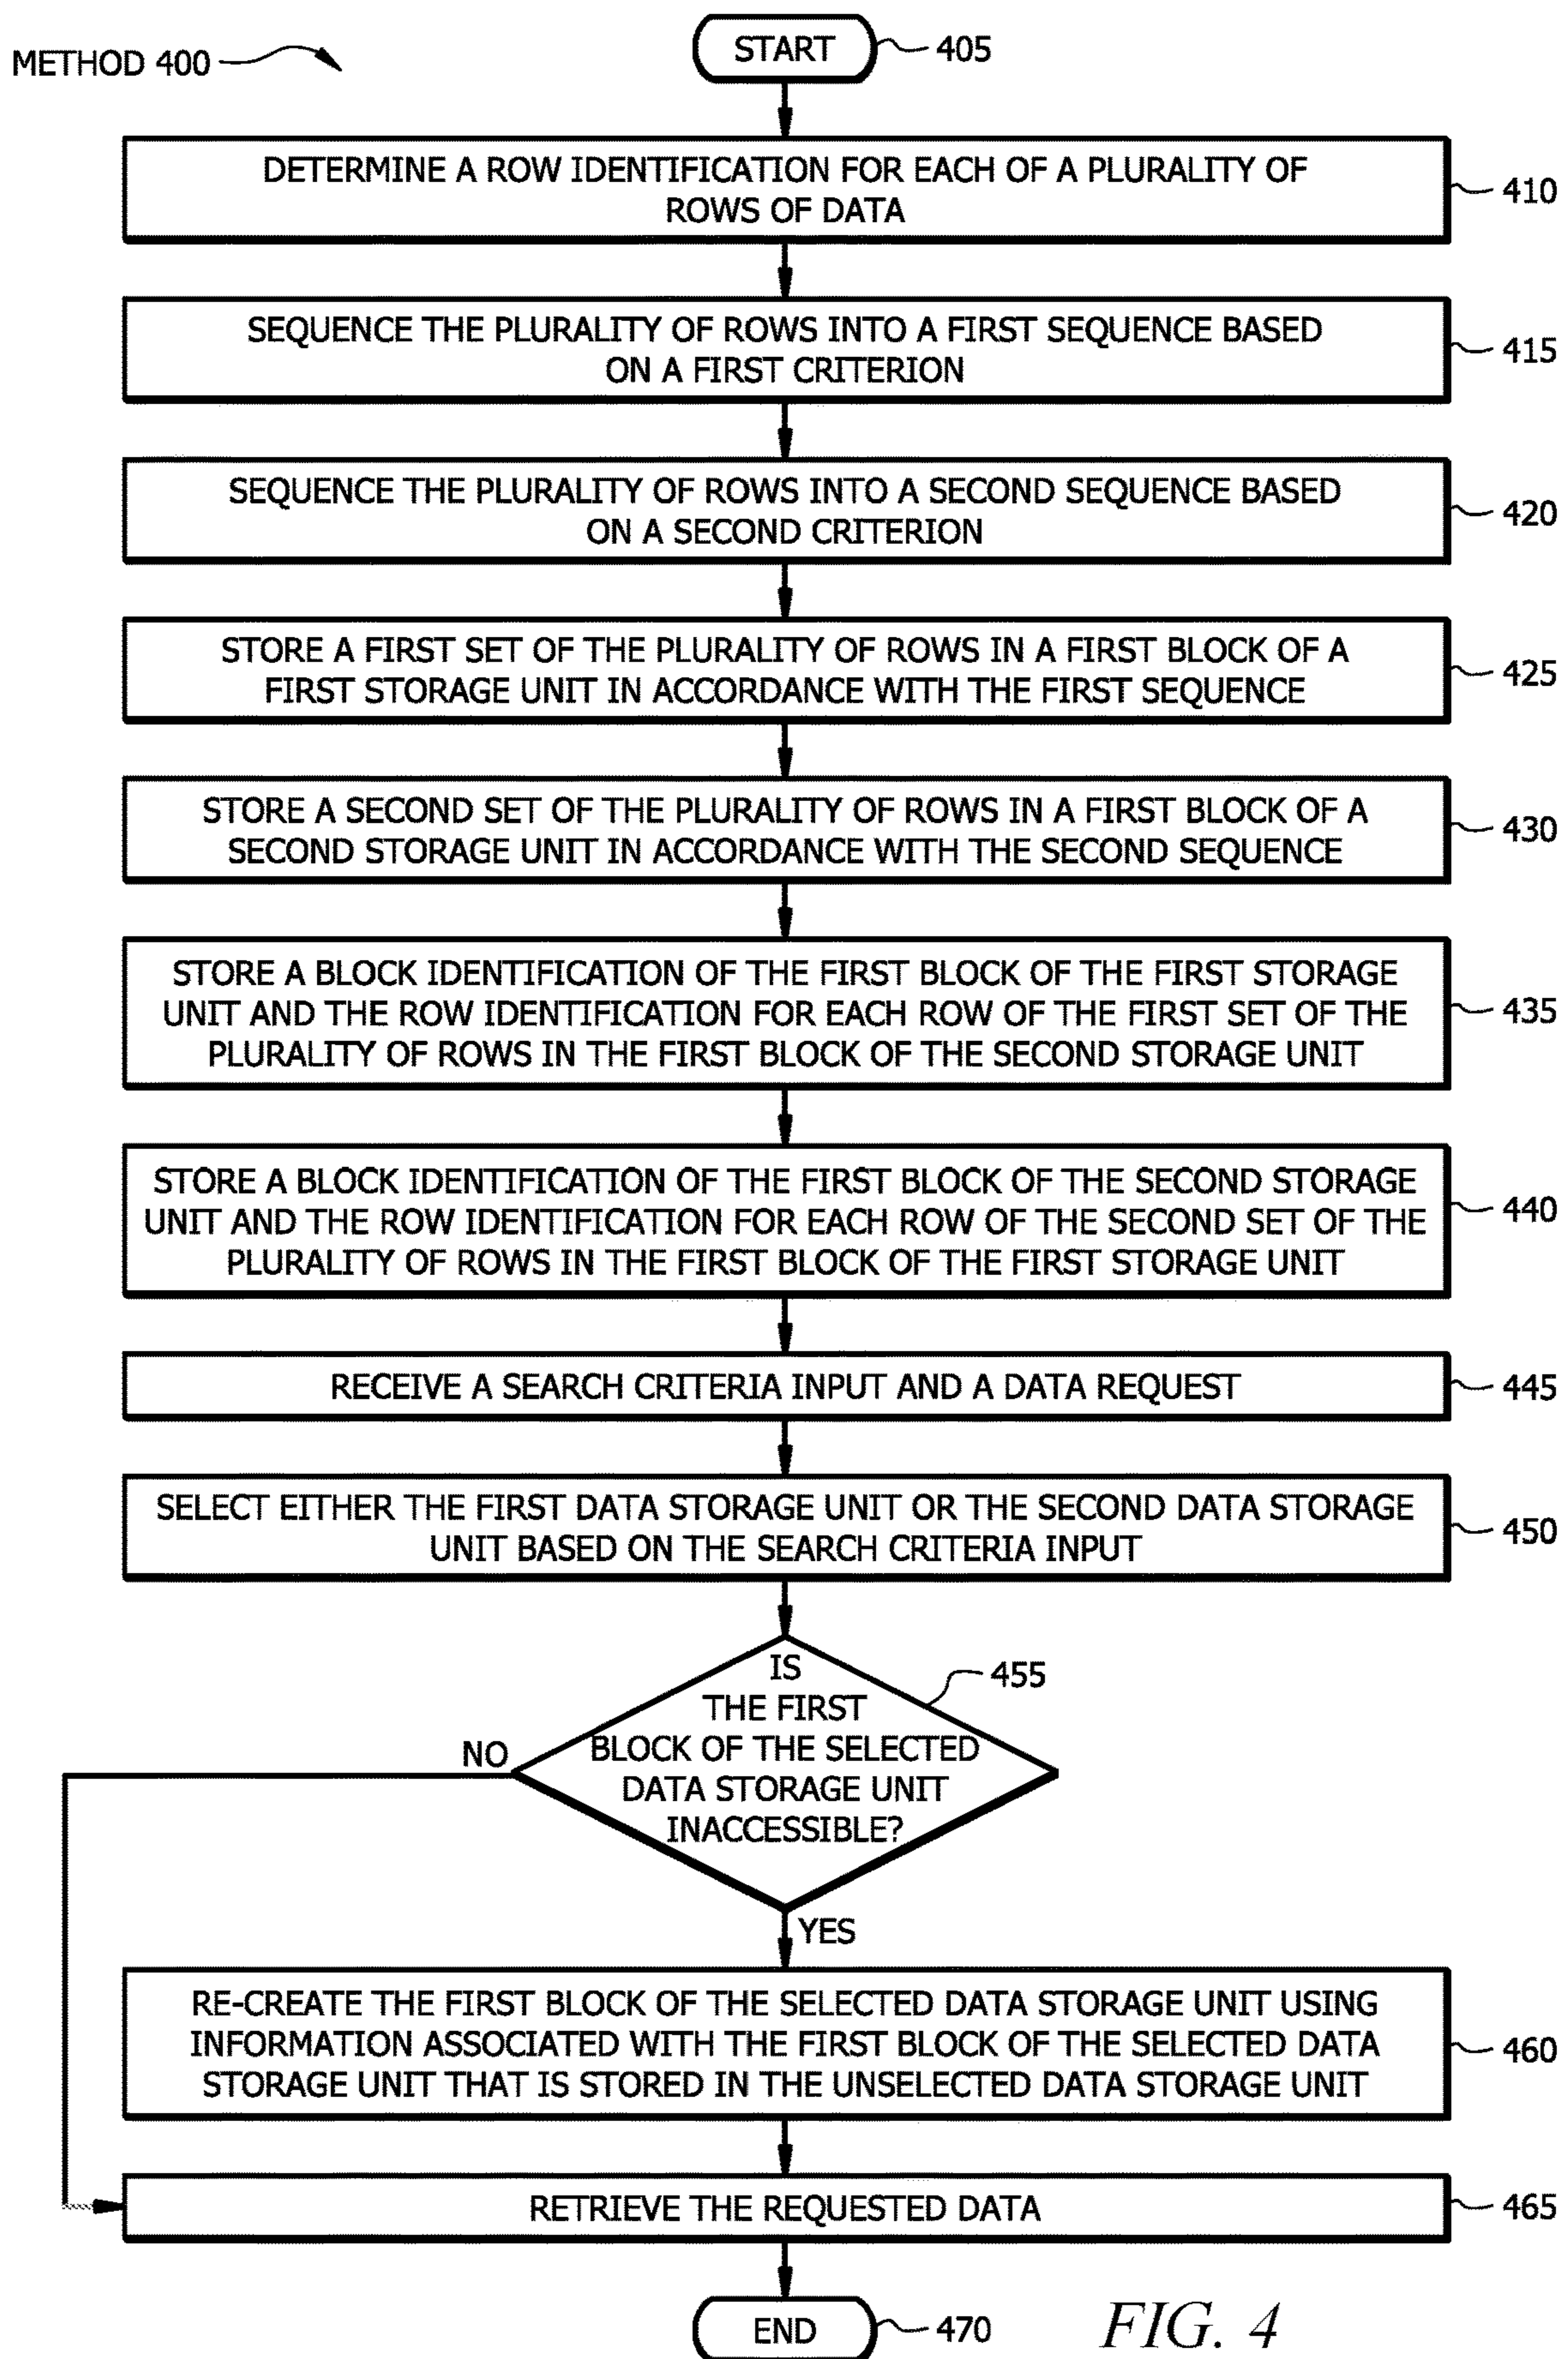 METHOD 400
START
405
DETERMINE A ROW IDENTIFICATION FOR EACH OF A PLURALITY OF
ROWS OF DATA
410
SEQUENCE THE PLURALITY OF ROWS INTO A FIRST SEQUENCE BASED
ON A FIRST CRITERION
415
SEQUENCE THE PLURALITY OF ROWS INTO A SECOND SEQUENCE BASED
ON A SECOND CRITERION
420
STORE A FIRST SET OF THE PLURALITY OF ROWS IN A FIRST BLOCK OF A
FIRST STORAGE UNIT IN ACCORDANCE WITH THE FIRST SEQUENCE
425
STORE A SECOND SET OF THE PLURALITY OF ROWS IN A FIRST BLOCK OF A
SECOND STORAGE UNIT IN ACCORDANCE WITH THE SECOND SEQUENCE
430
STORE A BLOCK IDENTIFICATION OF THE FIRST BLOCK OF THE FIRST STORAGE
UNIT AND THE ROW IDENTIFICATION FOR EACH ROW OF THE FIRST SET OF THE
PLURALITY OF ROWS IN THE FIRST BLOCK OF THE SECOND STORAGE UNIT
435
STORE A BLOCK IDENTIFICATION OF THE FIRST BLOCK OF THE SECOND STORAGE
UNIT AND THE ROW IDENTIFICATION FOR EACH ROW OF THE SECOND SET OF THE
PLURALITY OF ROWS IN THE FIRST BLOCK OF THE FIRST STORAGE UNIT
440
RECEIVE A SEARCH CRITERIA INPUT AND A DATA REQUEST
445
SELECT EITHER THE FIRST DATA STORAGE UNIT OR THE SECOND DATA STORAGE
UNIT BASED ON THE SEARCH CRITERIA INPUT
450
IS
THE FIRST
BLOCK OF THE SELECTED
DATA STORAGE UNIT
INACCESSIBLE?
455
NO
YES
RE-CREATE THE FIRST BLOCK OF THE SELECTED DATA STORAGE UNIT USING
INFORMATION ASSOCIATED WITH THE FIRST BLOCK OF THE SELECTED DATA
STORAGE UNIT THAT IS STORED IN THE UNSELECTED DATA STORAGE UNIT
460
RETRIEVE THE REQUESTED DATA
465
END
470
FIG. 4